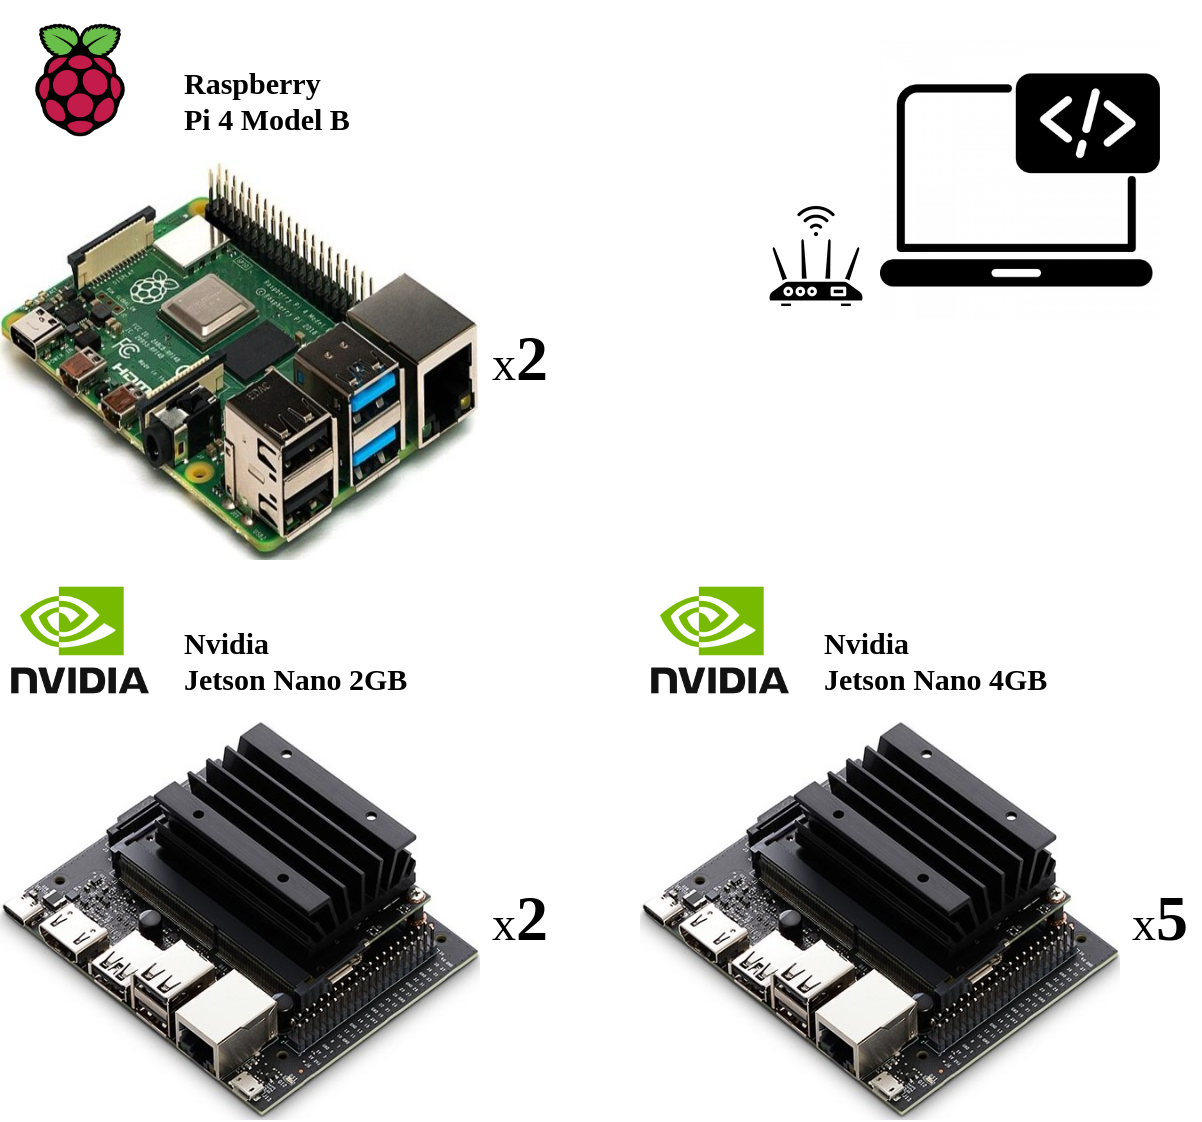 Raspberry
Pi 4 Model B
</>
x2
NVIDIA
Nvidia
Jetson Nano 2GB
x2
NVIDIA
Nvidia
Jetson Nano 4GB
x5